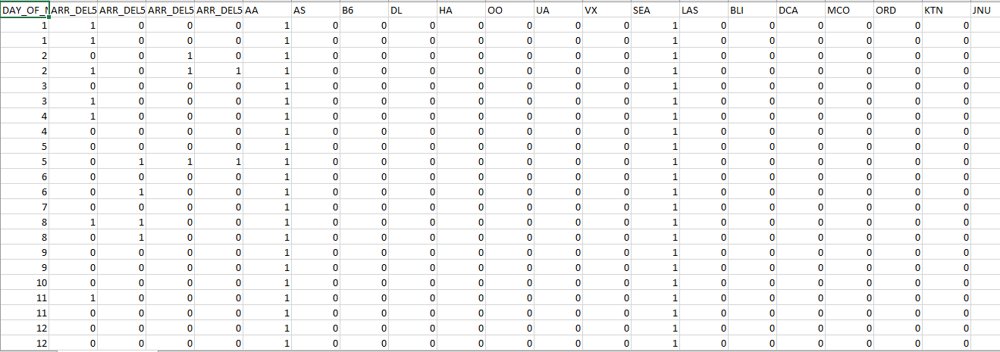 DAY_OF_M ARR_DEL5 ARR_DEL5 ARR_DEL5 ARR_DEL5 AA AS B6 DL HA OO UA VX SEA LAS BLI DCA MCO ORD KTN JNU
1 1 0 0 0 1 0 0 0 0 0 0 0 1 0 0 0 0 0 0
1 1 0 0 0 1 0 0 0 0 0 0 0 1 0 0 0 0 0 0
2 0 0 1 0 1 0 0 0 0 0 0 0 1 0 0 0 0 0 0
2 1 0 1 1 1 0 0 0 0 0 0 0 1 0 0 0 0 0 0
3 0 0 0 0 1 0 0 0 0 0 0 0 1 0 0 0 0 0 0
3 1 0 0 0 1 0 0 0 0 0 0 0 1 0 0 0 0 0 0
4 1 0 0 0 1 0 0 0 0 0 0 0 1 0 0 0 0 0 0
4 0 0 0 0 1 0 0 0 0 0 0 0 1 0 0 0 0 0 0
5 0 0 0 0 1 0 0 0 0 0 0 0 1 0 0 0 0 0 0
5 0 1 1 1 1 0 0 0 0 0 0 0 1 0 0 0 0 0 0
6 0 0 0 0 1 0 0 0 0 0 0 0 1 0 0 0 0 0 0
6 0 1 0 0 1 0 0 0 0 0 0 0 1 0 0 0 0 0 0
7 0 0 0 0 1 0 0 0 0 0 0 0 1 0 0 0 0 0 0
8 1 1 0 0 1 0 0 0 0 0 0 0 1 0 0 0 0 0 0
8 0 1 0 0 1 0 0 0 0 0 0 0 1 0 0 0 0 0 0
9 0 0 0 0 1 0 0 0 0 0 0 0 1 0 0 0 0 0 0
9 0 0 0 0 1 0 0 0 0 0 0 0 1 0 0 0 0 0 0
10 0 0 0 0 1 0 0 0 0 0 0 0 1 0 0 0 0 0 0
11 1 0 0 0 1 0 0 0 0 0 0 0 1 0 0 0 0 0 0
11 0 0 0 0 1 0 0 0 0 0 0 0 1 0 0 0 0 0 0
12 0 0 0 0 1 0 0 0 0 0 0 0 1 0 0 0 0 0 0
12 0 0 0 0 1 0 0 0 0 0 0 0 1 0 0 0 0 0 0